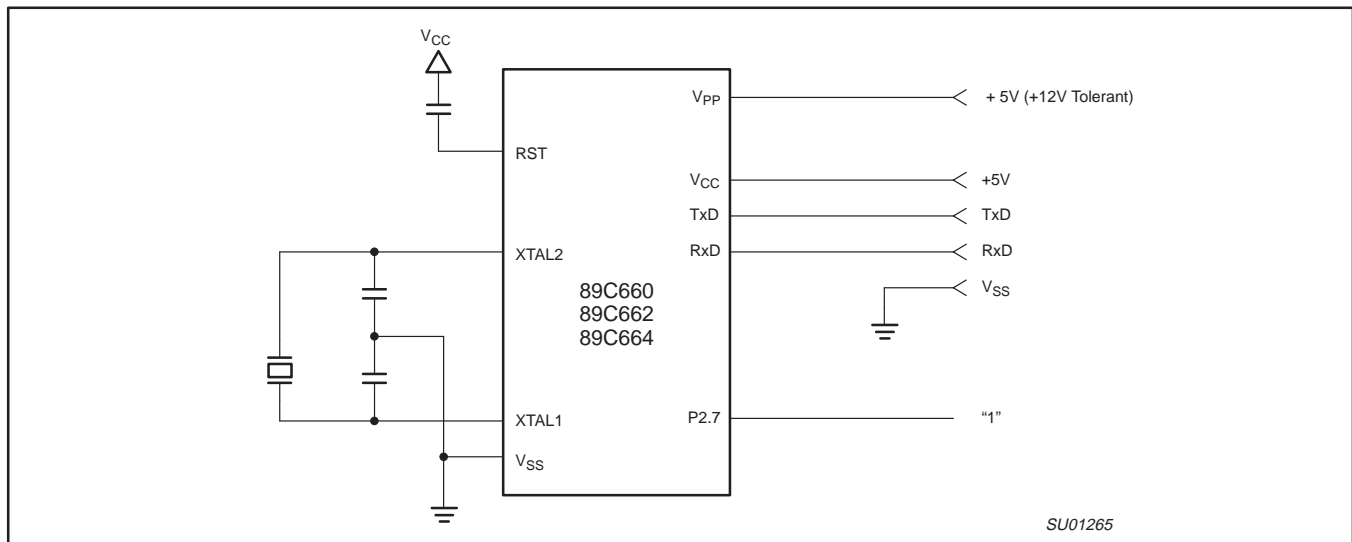 VCC
VPP
+ 5V (+12V Tolerant)
RST
VCC
+5V
TxD
TxD
XTAL2
RxD
RxD
89C660
89C662
89C664
VSS
XTAL1
P2.7
“1”
VSS
SU01265